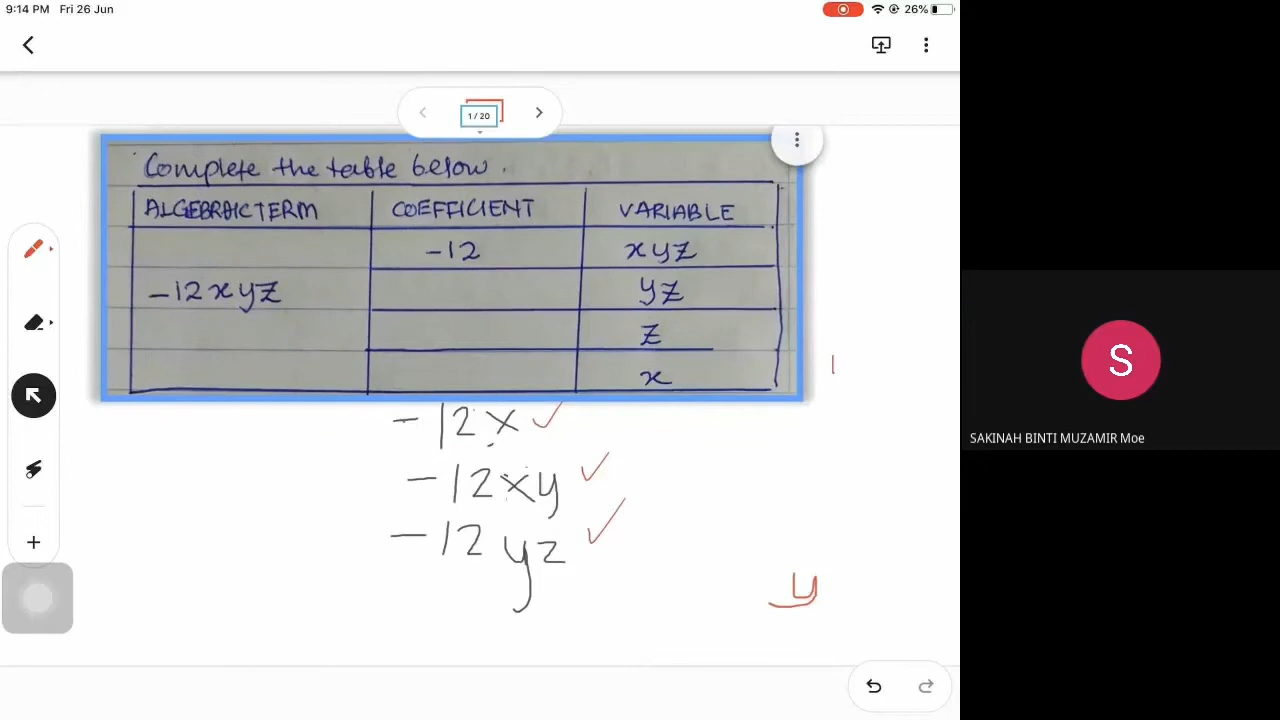 9:14 PM Fri 26 Jun 26%
1 / 20
Complete the table below.
ALGEBRAIC TERM COEFFICIENT VARIABLE
-12 xyz
-12xyz yz
z
x
-12x ✓
-12xy ✓
-12yz ✓
y
S
SAKINAH BINTI MUZAMIR Moe